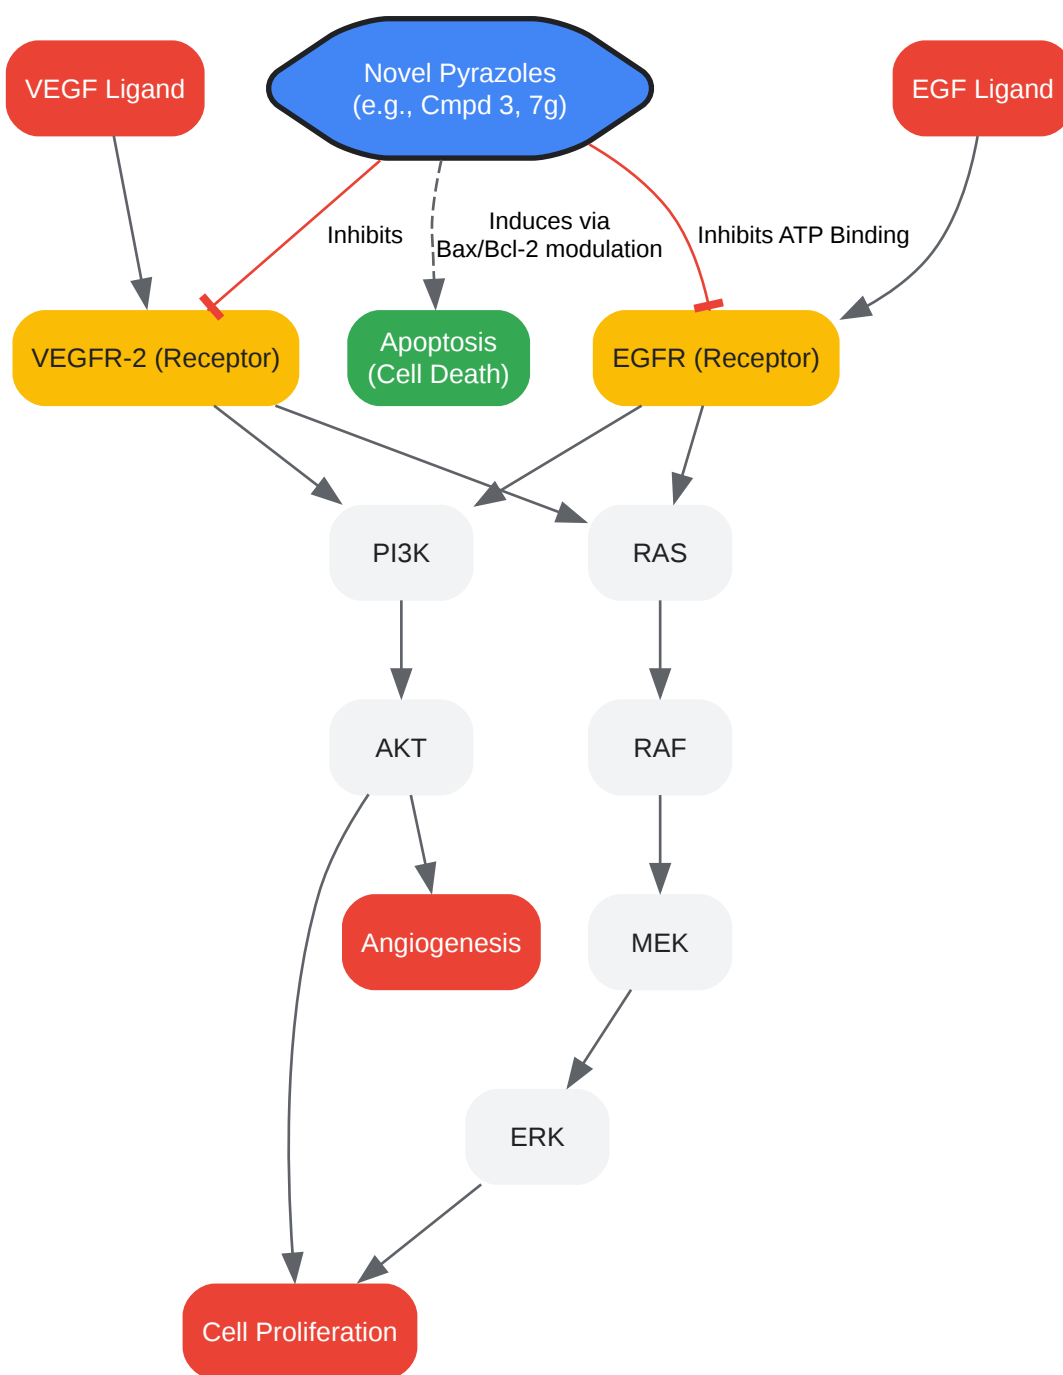 VEGF Ligand
Novel Pyrazoles
(e.g., Cmpd 3, 7g)
EGF Ligand
Inhibits
Induces via
Bax/Bcl-2 modulation
Inhibits ATP Binding
VEGFR-2 (Receptor)
Apoptosis
(Cell Death)
EGFR (Receptor)
PI3K
RAS
AKT
RAF
Angiogenesis
MEK
ERK
Cell Proliferation